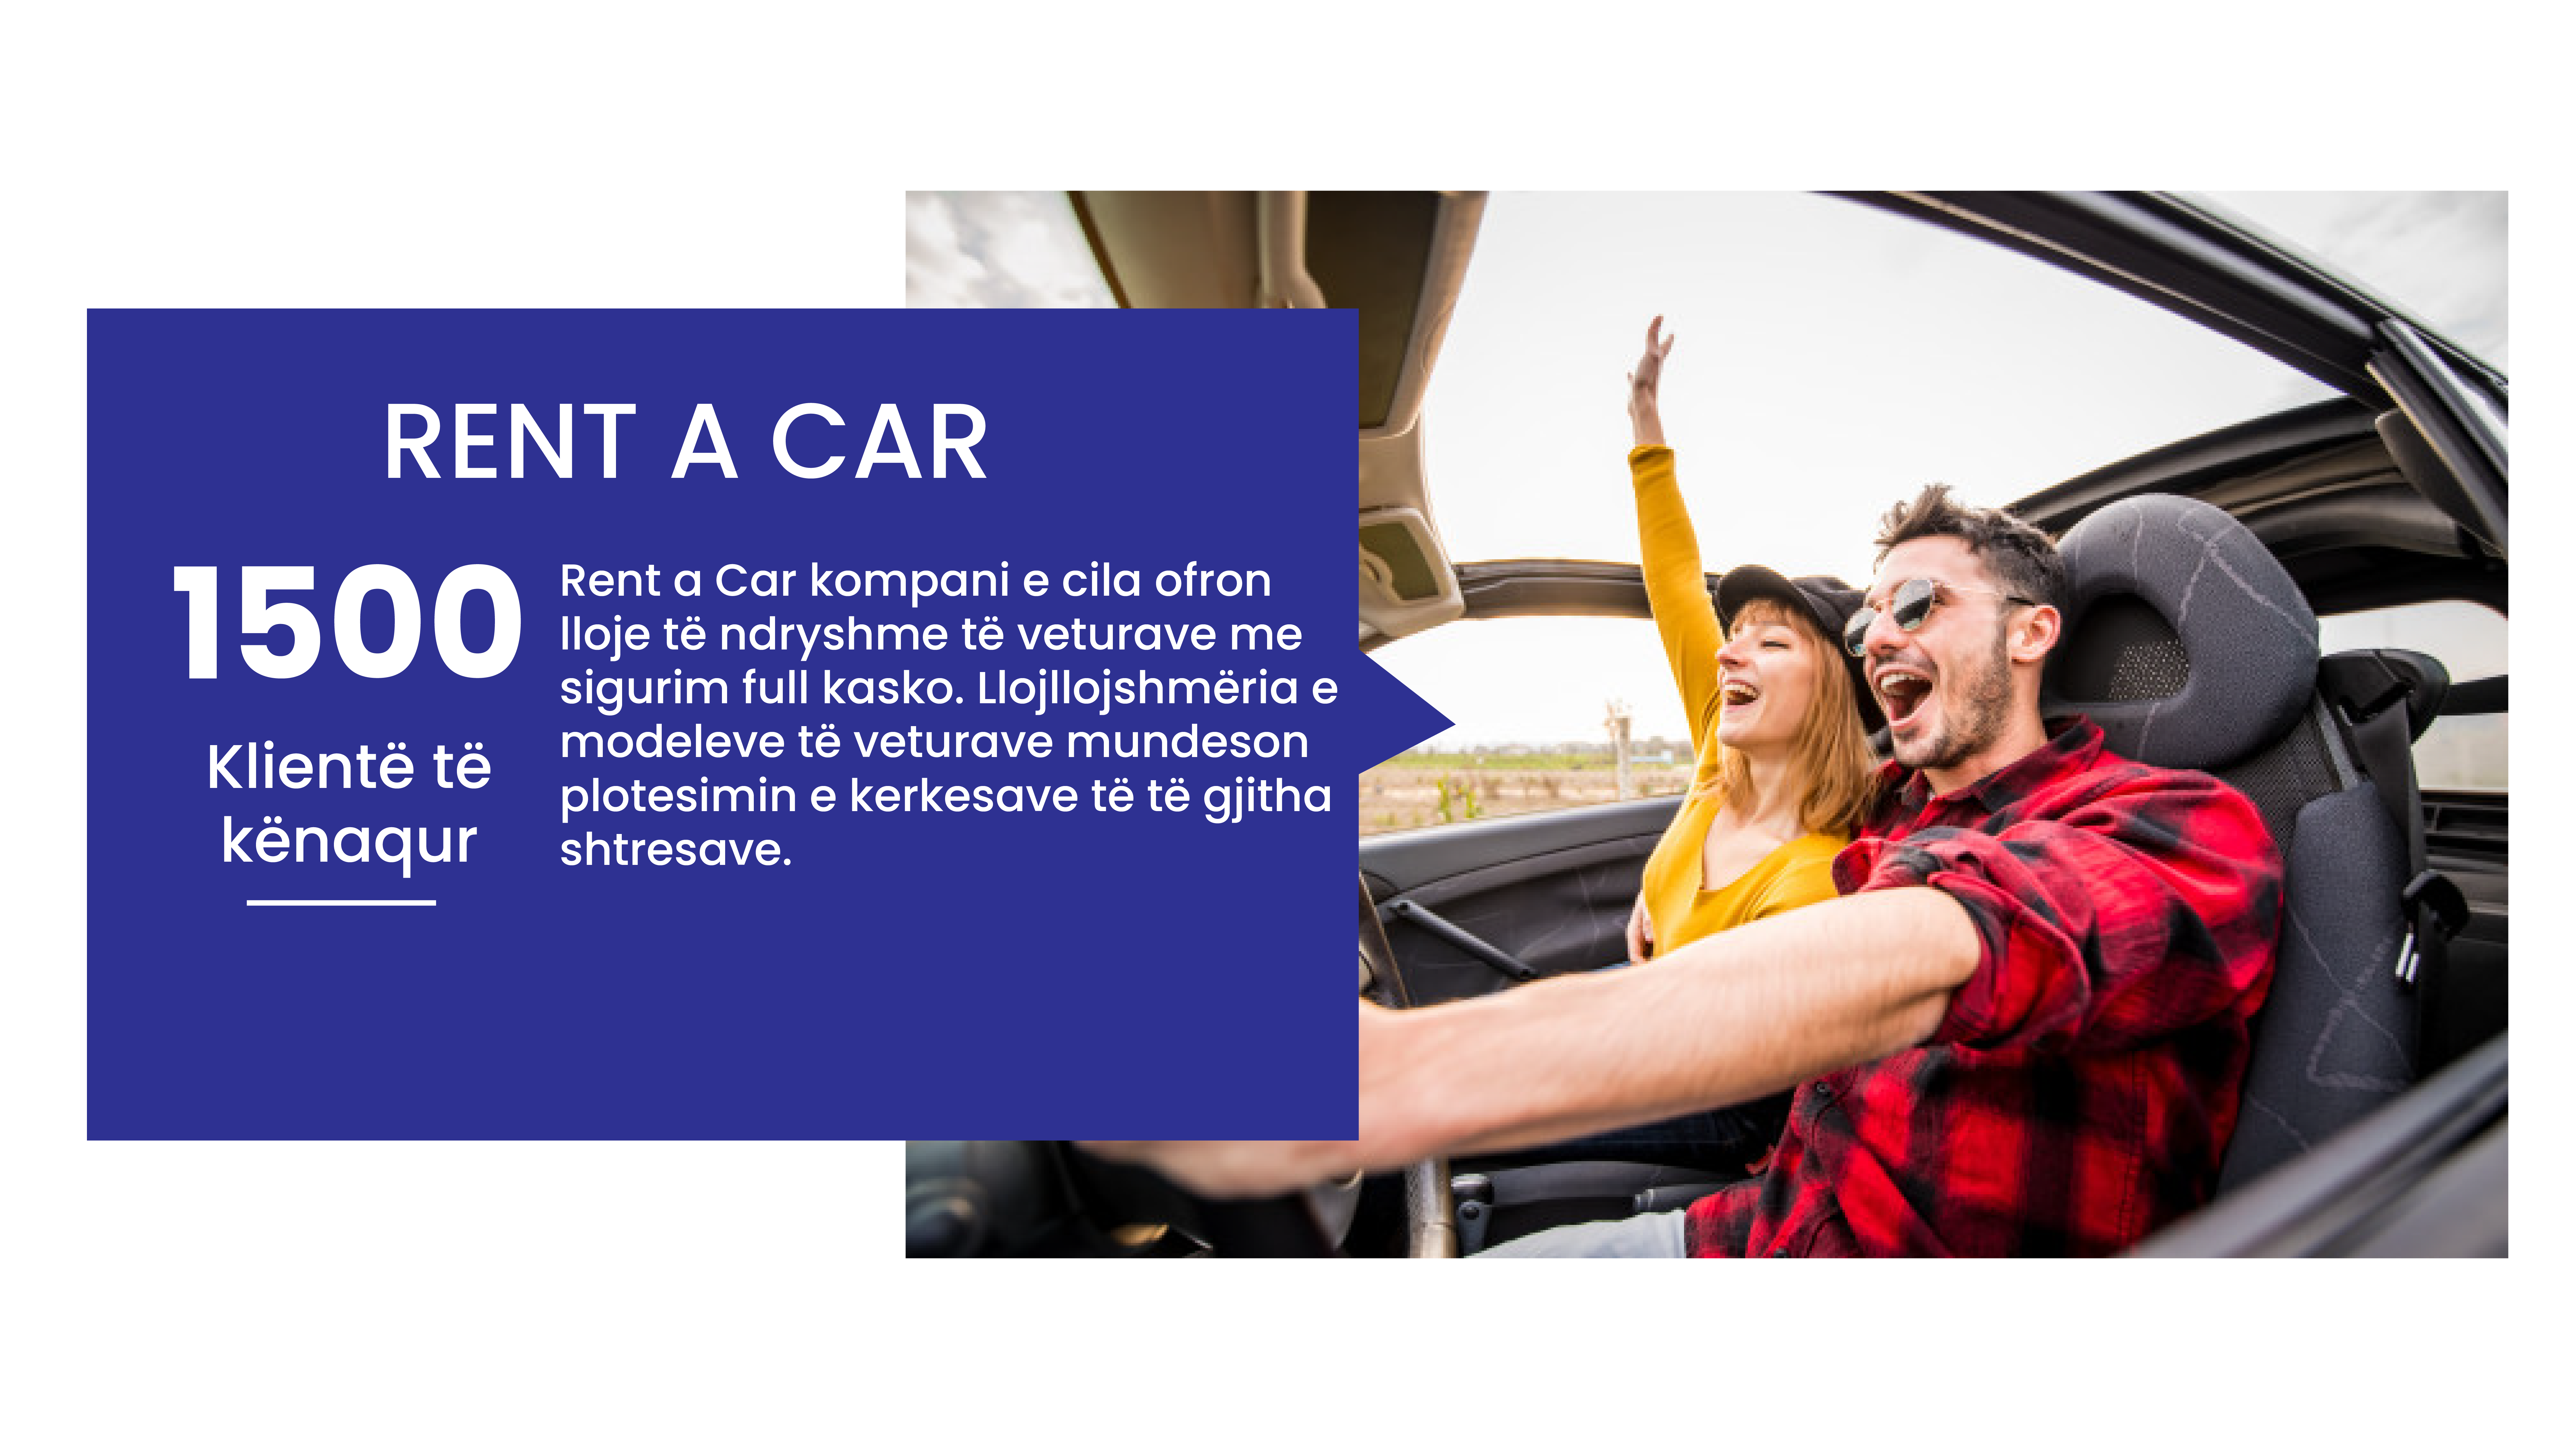 RENT A CAR
1500
Klientë të
kënaqur
Rent a Car kompani e cila ofron
lloje të ndryshme të veturave me
sigurim full kasko. Llojllojshmëria e
modeleve të veturave mundeson
plotesimin e kerkesave të të gjitha
shtresave.